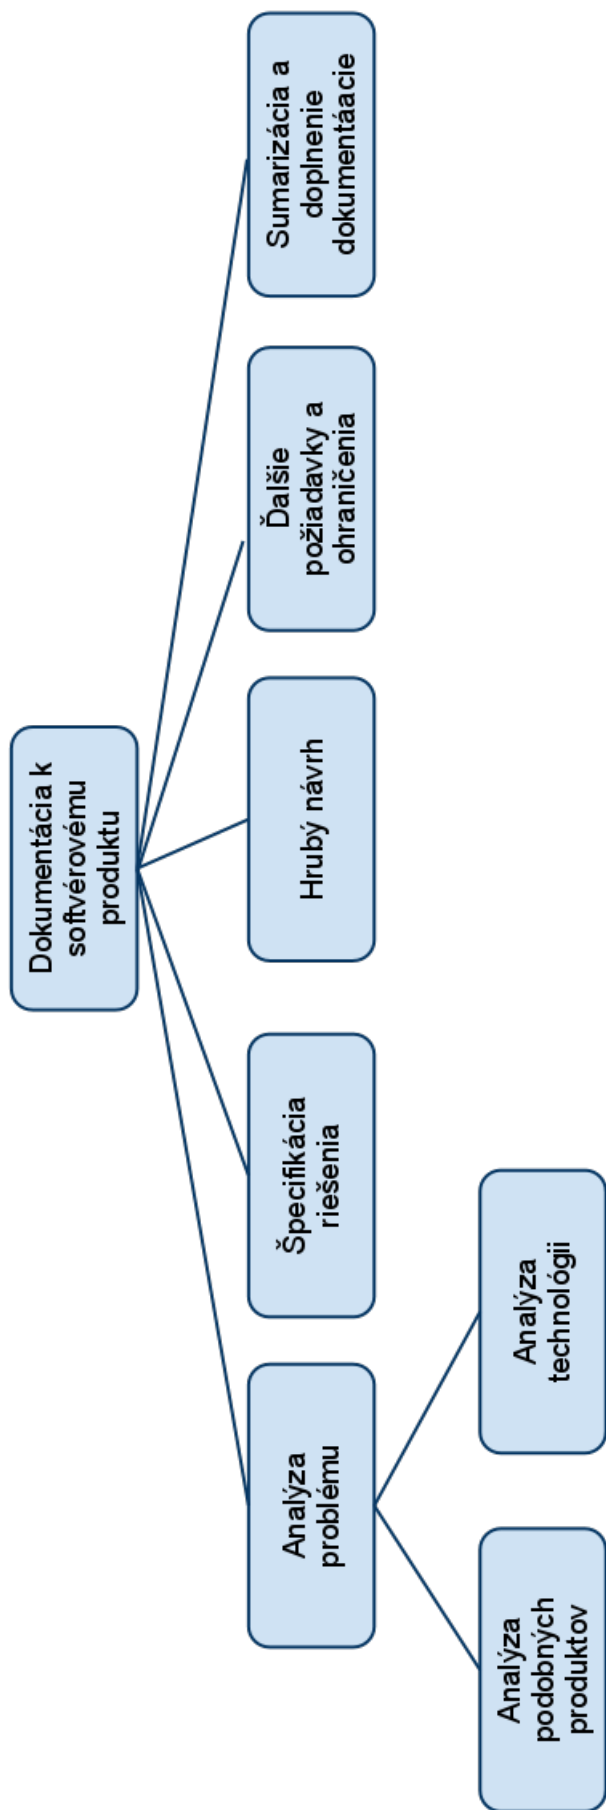 Dokumentácia k
softvérovému
produktu
Analýza
problému
Špecifikácia
riešenia
Hrubý návrh
Ďalšie
požiadavky a
ohraničenia
Sumarizácia a
doplnenie
dokumentáacie
Analýza
podobných
produktov
Analýza
technológii